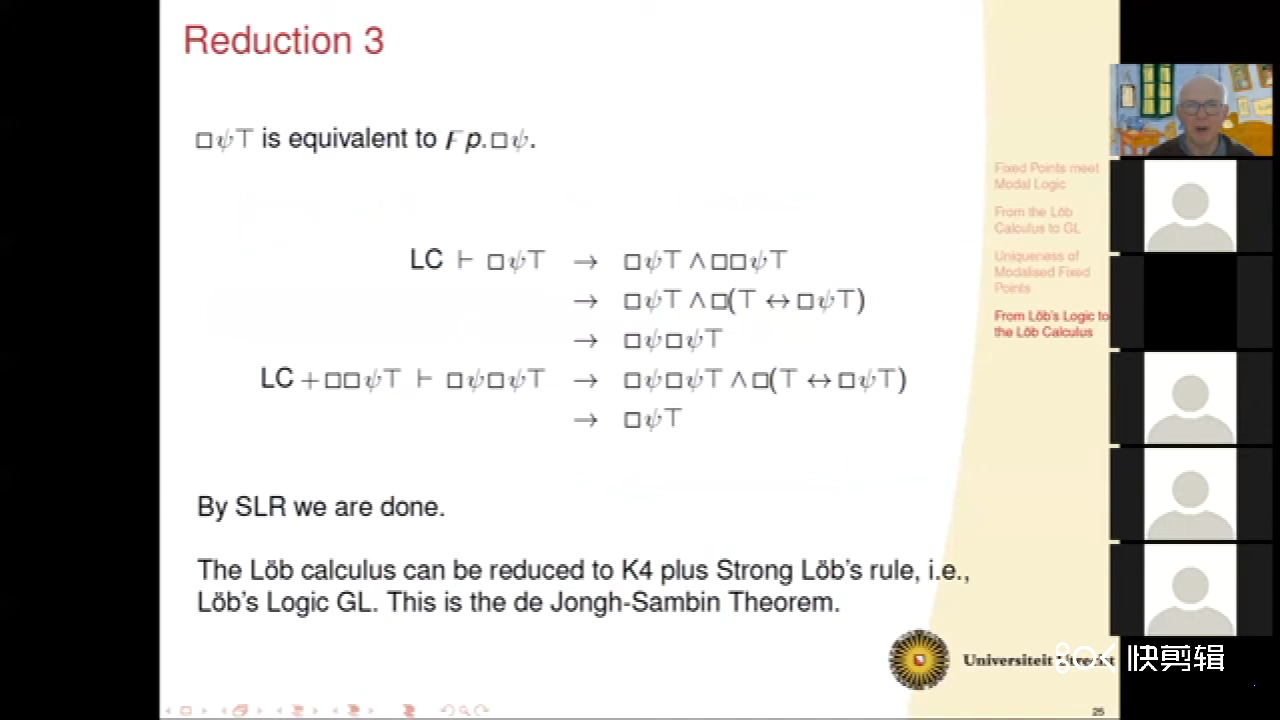 Reduction 3
□ψ⊤ is equivalent to Ϝp.□ψ.
LC ⊢ □ψ⊤ → □ψ⊤ ∧ □□ψ⊤
→ □ψ⊤ ∧ □(⊤ ↔ □ψ⊤)
→ □ψ□ψ⊤
LC + □□ψ⊤ ⊢ □ψ□ψ⊤ → □ψ□ψ⊤ ∧ □(⊤ ↔ □ψ⊤)
→ □ψ⊤
By SLR we are done.
The Löb calculus can be reduced to K4 plus Strong Löb's rule, i.e.,
Löb's Logic GL. This is the de Jongh-Sambin Theorem.
Fixed Points meet
Modal Logic
From the Löb
Calculus to GL
Uniqueness of
Modalised Fixed
Points
From Löb's Logic to
the Löb Calculus
Universiteit Utrecht
快剪辑
25